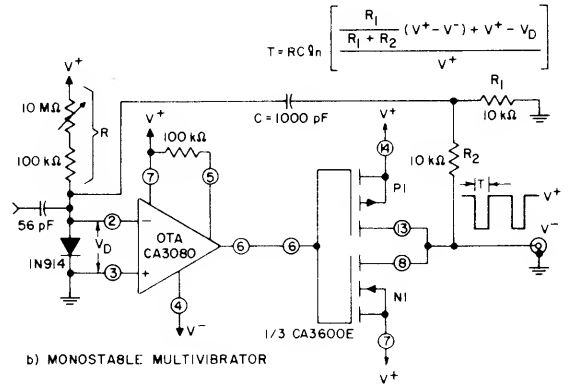 T = RC ℓn [ ( R1 / (R1 + R2) (V+ − V−) + V+ − VD ) / V+ ]
V+
10 MΩ
R
100 kΩ
56 pF
1N914
VD
2
3
−
+
V+
100 kΩ
7
5
OTA
CA3080
4
V−
6
6
C = 1000 pF
R1
10 kΩ
V+
14
10 kΩ
R2
P1
13
8
N1
7
V+
T
V+
V−
1/3 CA3600E
b) MONOSTABLE MULTIVIBRATOR